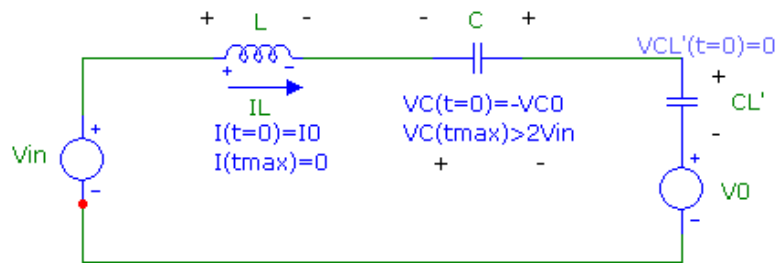 + L - - C +
VCL'(t=0)=0
+ -
+
CL'
-
IL
I(t=0)=I0
I(tmax)=0
VC(t=0)=-VC0
VC(tmax)>2Vin
+ -
+
Vin
-
+
V0
-